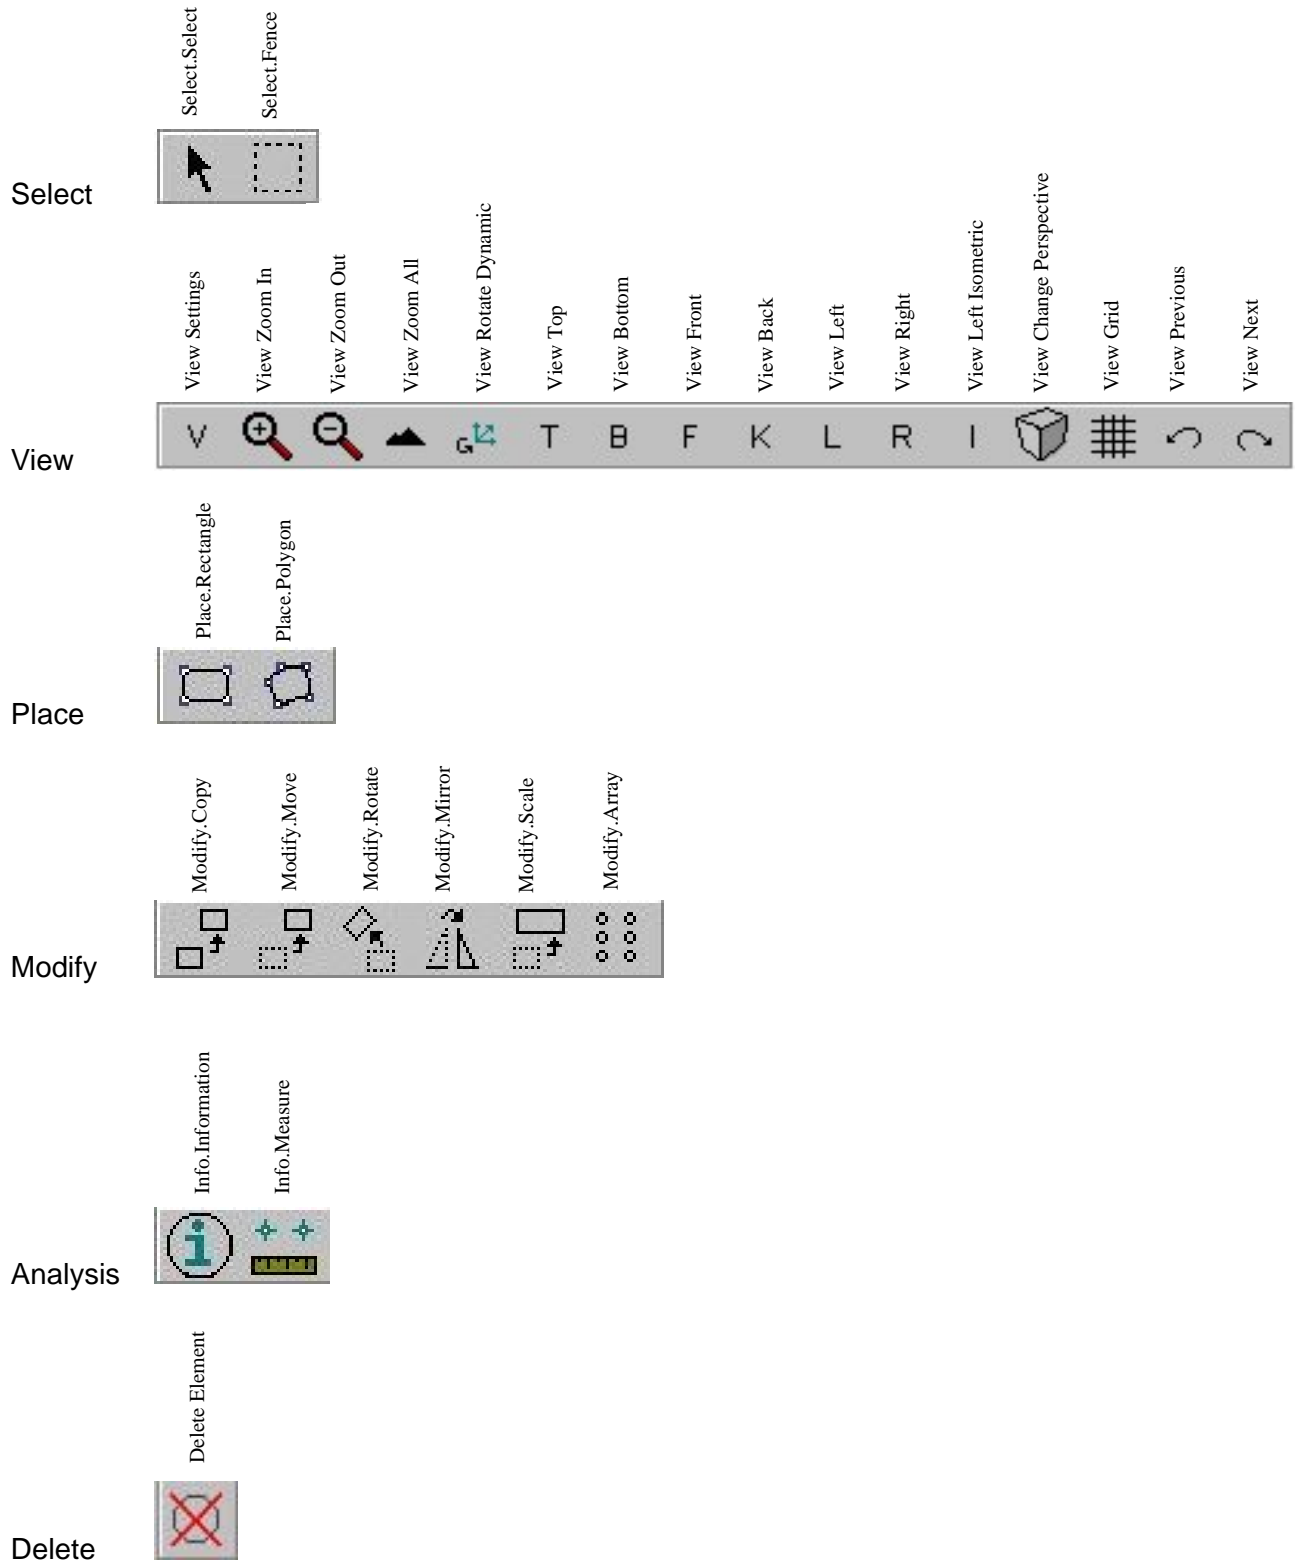 Select.Select
Select.Fence
Select
View Settings
View Zoom In
View Zoom Out
View Zoom All
View Rotate Dynamic
View Top
View Bottom
View Front
View Back
View Left
View Right
View Left Isometric
View Change Perspective
View Grid
View Previous
View Next
V
G
T
B
F
K
L
R
I
View
Place.Rectangle
Place.Polygon
Place
Modify.Copy
Modify.Move
Modify.Rotate
Modify.Mirror
Modify.Scale
Modify.Array
Modify
Info.Information
Info.Measure
i
Analysis
Delete Element
Delete